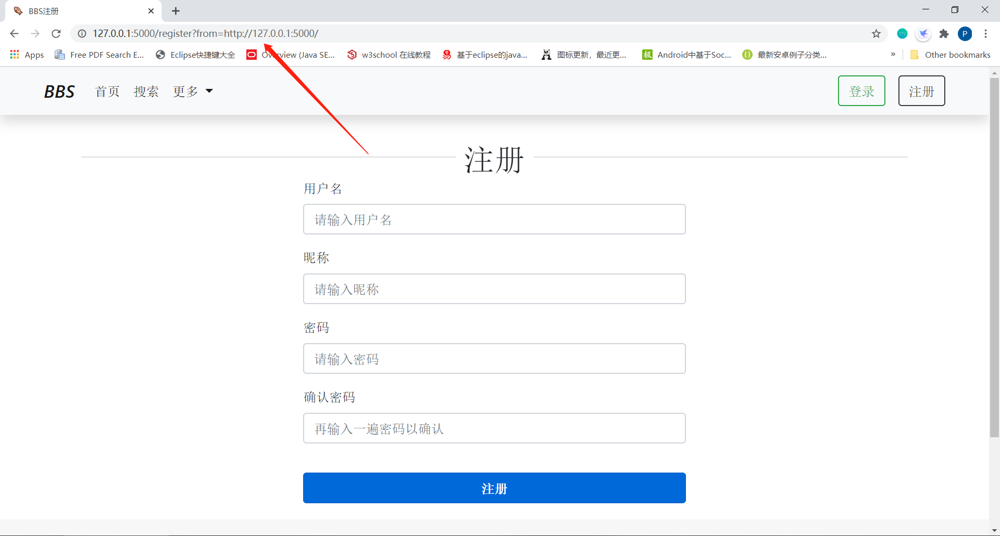 BBS注册
127.0.0.1:5000/register?from=http://127.0.0.1:5000/
P
Apps Free PDF Search E... Eclipse快捷键大全 Overview (Java SE... w3school 在线教程 基于eclipse的java... 图标更新，最近更... 极 Android中基于Soc... 最新安卓例子分类... » Other bookmarks
BBS 首页 搜索 更多 登录 注册
注册
用户名
请输入用户名
昵称
请输入昵称
密码
请输入密码
确认密码
再输入一遍密码以确认
注册